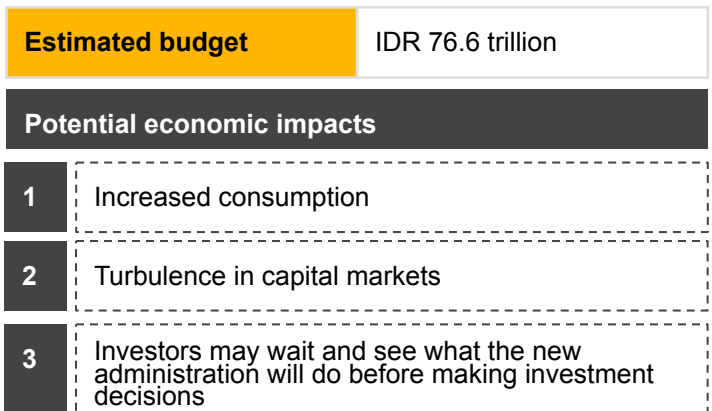 Estimated budget IDR 76.6 trillion
Potential economic impacts
1 Increased consumption
2 Turbulence in capital markets
3 Investors may wait and see what the new
administration will do before making investment
decisions